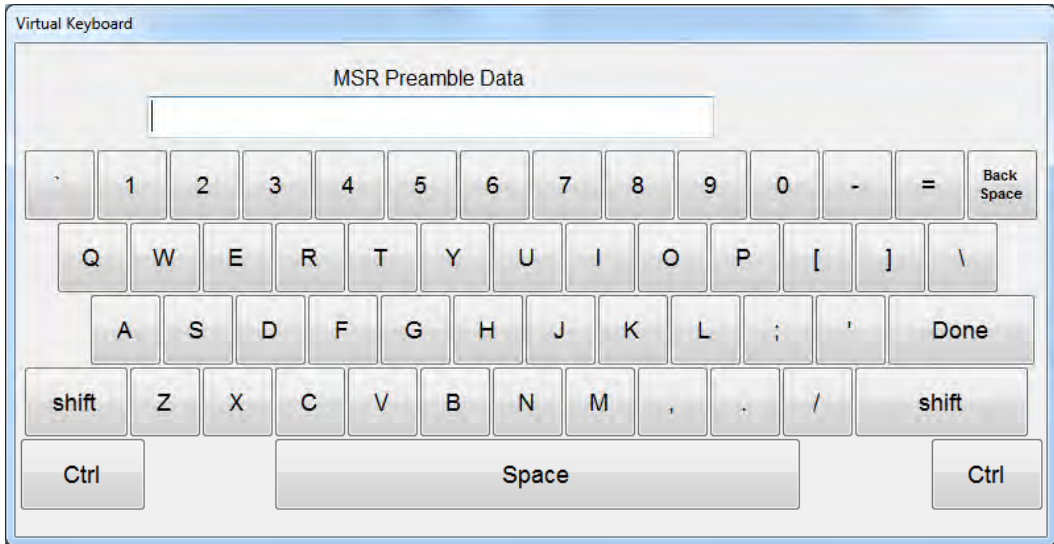 Virtual Keyboard
MSR Preamble Data
` 1 2 3 4 5 6 7 8 9 0 - = Back Space
Q W E R T Y U I O P [ ] \
A S D F G H J K L ; ' Done
shift Z X C V B N M , . / shift
Ctrl Space Ctrl